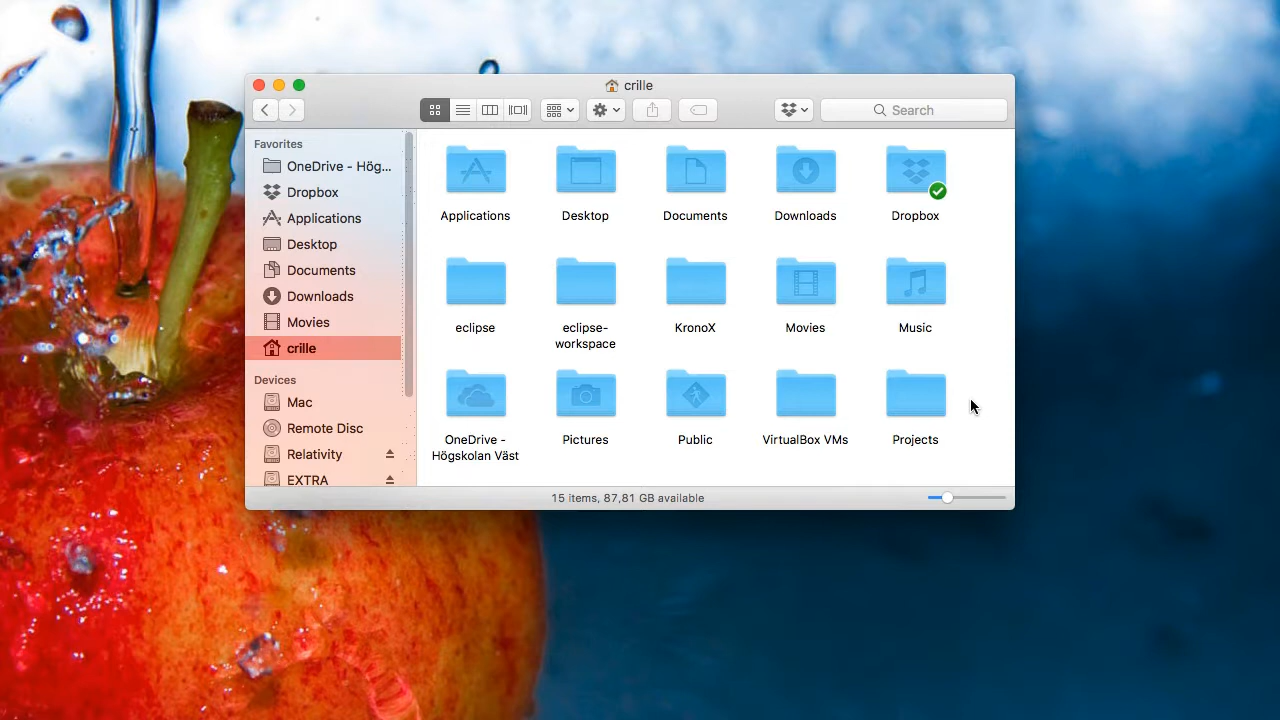 crille
Search
Favorites
OneDrive - Hög...
Dropbox
Applications
Desktop
Documents
Downloads
Movies
crille
Devices
Mac
Remote Disc
Relativity
EXTRA
Applications
Desktop
Documents
Downloads
Dropbox
eclipse
eclipse-
workspace
KronoX
Movies
Music
OneDrive -
Högskolan Väst
Pictures
Public
VirtualBox VMs
Projects
15 items, 87,81 GB available